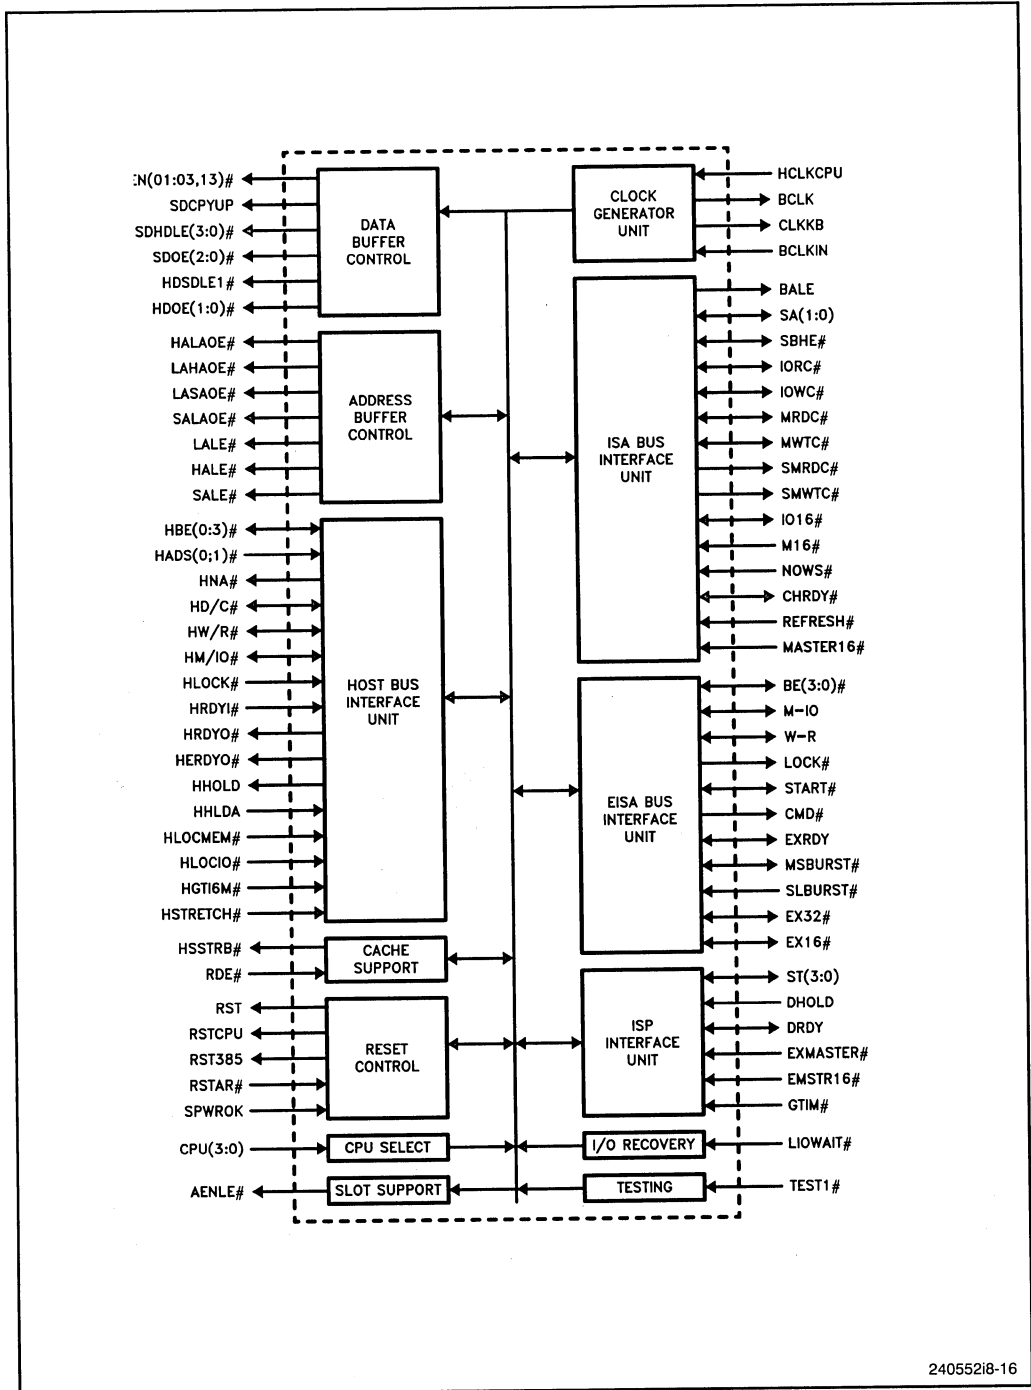 :N(01:03,13)#
SDCPYUP
SDHDLE(3:0)#
SDOE(2:0)#
HDSDLE1#
HDOE(1:0)#
DATA
BUFFER
CONTROL
HALAOE#
LAHAOE#
LASAOE#
SALAOE#
LALE#
HALE#
SALE#
ADDRESS
BUFFER
CONTROL
HBE(0:3)#
HADS(0;1)#
HNA#
HD/C#
HW/R#
HM/IO#
HLOCK#
HRDYI#
HRDYO#
HERDYO#
HHOLD
HHLDA
HLOCMEM#
HLOCIO#
HGTI6M#
HSTRETCH#
HOST BUS
INTERFACE
UNIT
HSSTRB#
RDE#
CACHE
SUPPORT
RST
RSTCPU
RST385
RSTAR#
SPWROK
RESET
CONTROL
CPU(3:0)
CPU SELECT
AENLE#
SLOT SUPPORT
CLOCK
GENERATOR
UNIT
HCLKCPU
BCLK
CLKKB
BCLKIN
ISA BUS
INTERFACE
UNIT
BALE
SA(1:0)
SBHE#
IORC#
IOWC#
MRDC#
MWTC#
SMRDC#
SMWTC#
IO16#
M16#
NOWS#
CHRDY#
REFRESH#
MASTER16#
EISA BUS
INTERFACE
UNIT
BE(3:0)#
M-IO
W-R
LOCK#
START#
CMD#
EXRDY
MSBURST#
SLBURST#
EX32#
EX16#
ISP
INTERFACE
UNIT
ST(3:0)
DHOLD
DRDY
EXMASTER#
EMSTR16#
GTIM#
I/O RECOVERY
LIOWAIT#
TESTING
TEST1#
240552i8-16